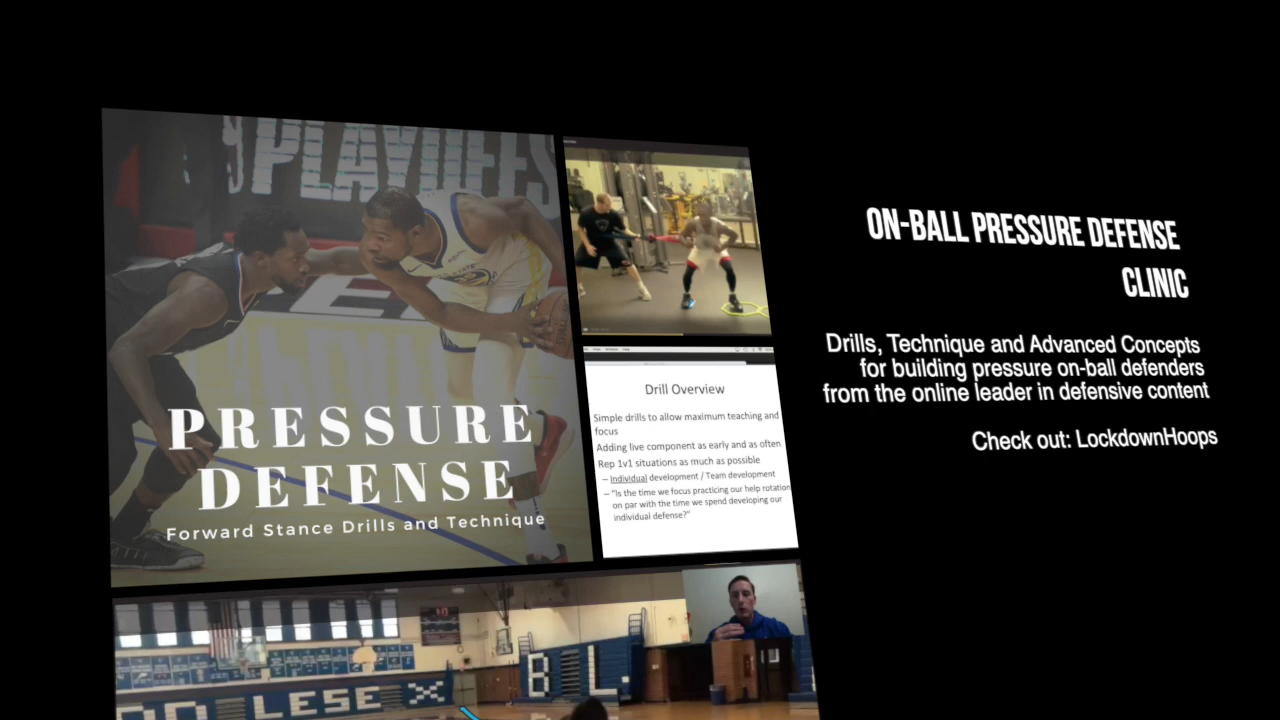 PLAYOFFS
PRESSURE
DEFENSE
Forward Stance Drills and Technique
Drill Overview
Simple drills to allow maximum teaching and
focus
Adding live component as early and as often
Rep 1v1 situations as much as possible
– Individual development / Team development
– "Is the time we focus practicing our help rotation
on par with the time we spend developing our
individual defense?"
LESEX
B L
ON-BALL PRESSURE DEFENSE
CLINIC
Drills, Technique and Advanced Concepts
for building pressure on-ball defenders
from the online leader in defensive content
Check out: LockdownHoops